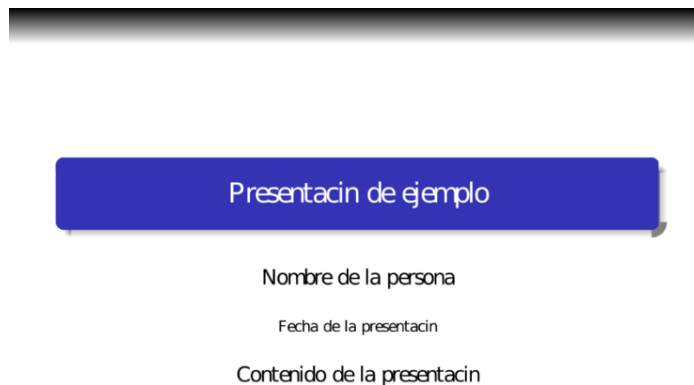 Presentacin de ejemplo
Nombre de la persona
Fecha de la presentacin
Contenido de la presentacin